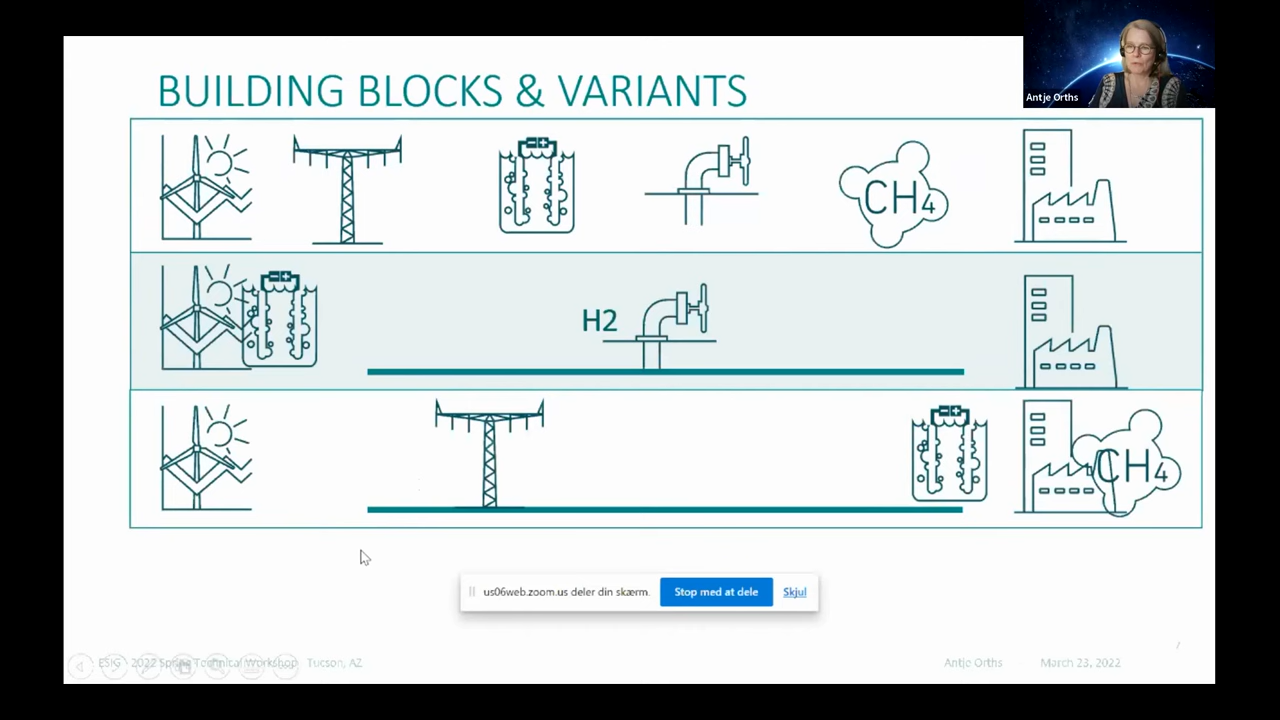 BUILDING BLOCKS & VARIANTS
Antje Orths
CH4
H2
CH4
us06web.zoom.us deler din skærm.
Stop med at dele
Skjul
ESIG - 2022 Spring Technical Workshop Tucson, AZ
Antje Orths
March 23, 2022
7